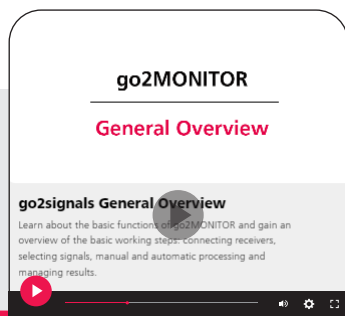 go2MONITOR
General Overview
go2signals General Overview
Learn about the basic functions of go2MONITOR and gain an
overview of the basic working steps: connecting receivers,
selecting signals, manual and automatic processing and
managing results.